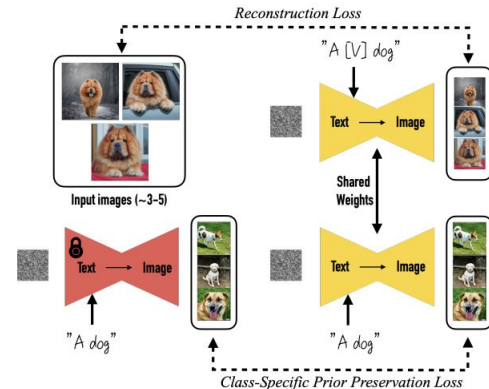 Reconstruction Loss
"A [V] dog"
Text → Image
Input images (~3-5)
Shared
Weights
Text → Image
Text → Image
"A dog"
"A dog"
Class-Specific Prior Preservation Loss